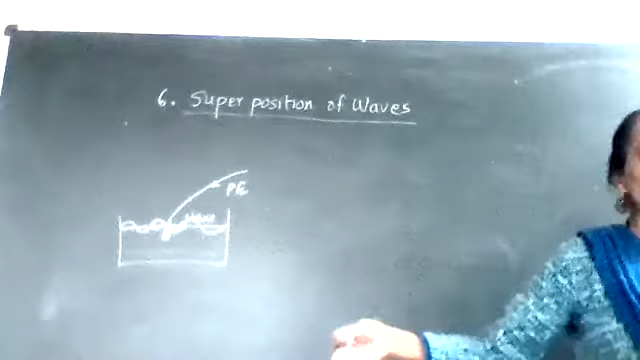 6. Super position of Waves
PE